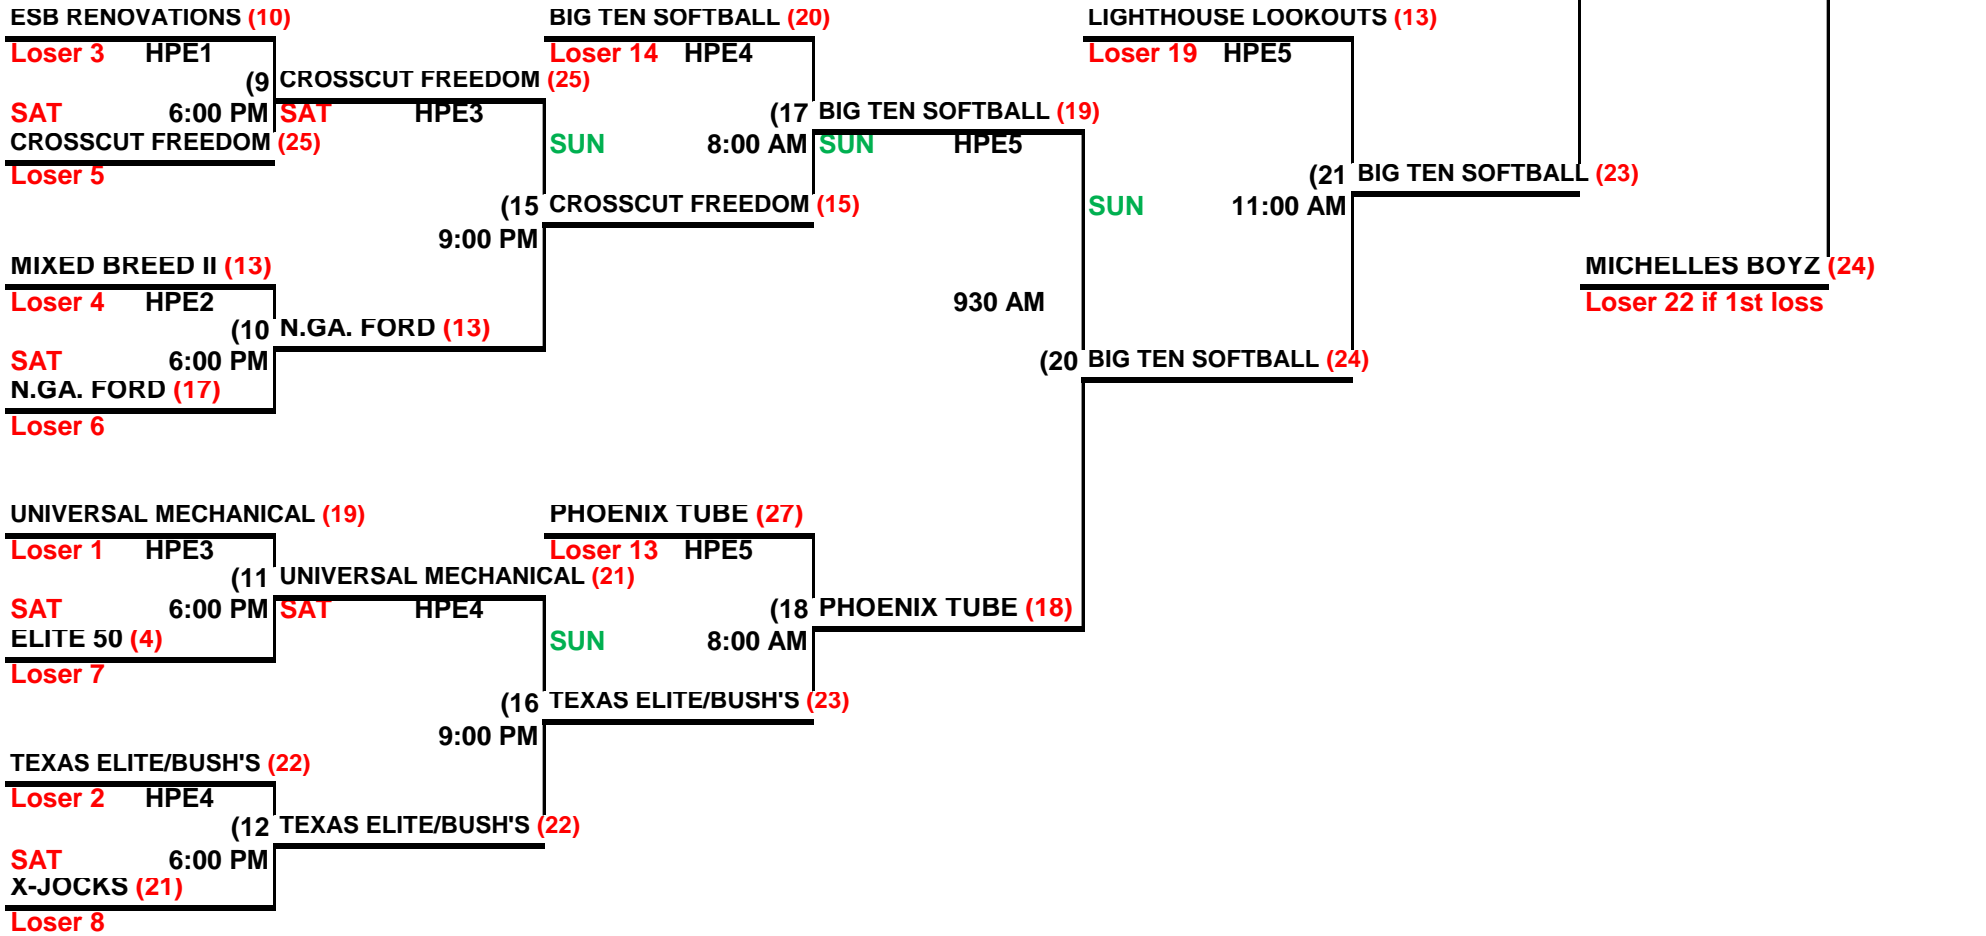 ESB RENOVATIONS (10) BIG TEN SOFTBALL (20) LIGHTHOUSE LOOKOUTS (13)
Loser 3 HPE1 Loser 14 HPE4 Loser 19 HPE5
(9 CROSSCUT FREEDOM (25)
SAT 6:00 PM SAT HPE3 (17 BIG TEN SOFTBALL (19)
CROSSCUT FREEDOM (25) SUN 8:00 AM SUN HPE5
Loser 5 (21 BIG TEN SOFTBALL (23)
(15 CROSSCUT FREEDOM (15) SUN 11:00 AM
9:00 PM
MIXED BREED II (13) MICHELLES BOYZ (24)
Loser 4 HPE2 930 AM Loser 22 if 1st loss
(10 N.GA. FORD (13)
SAT 6:00 PM (20 BIG TEN SOFTBALL (24)
N.GA. FORD (17)
Loser 6
UNIVERSAL MECHANICAL (19) PHOENIX TUBE (27)
Loser 1 HPE3 Loser 13 HPE5
(11 UNIVERSAL MECHANICAL (21)
SAT 6:00 PM SAT HPE4 (18 PHOENIX TUBE (18)
ELITE 50 (4) SUN 8:00 AM
Loser 7
(16 TEXAS ELITE/BUSH'S (23)
9:00 PM
TEXAS ELITE/BUSH'S (22)
Loser 2 HPE4
(12 TEXAS ELITE/BUSH'S (22)
SAT 6:00 PM
X-JOCKS (21)
Loser 8